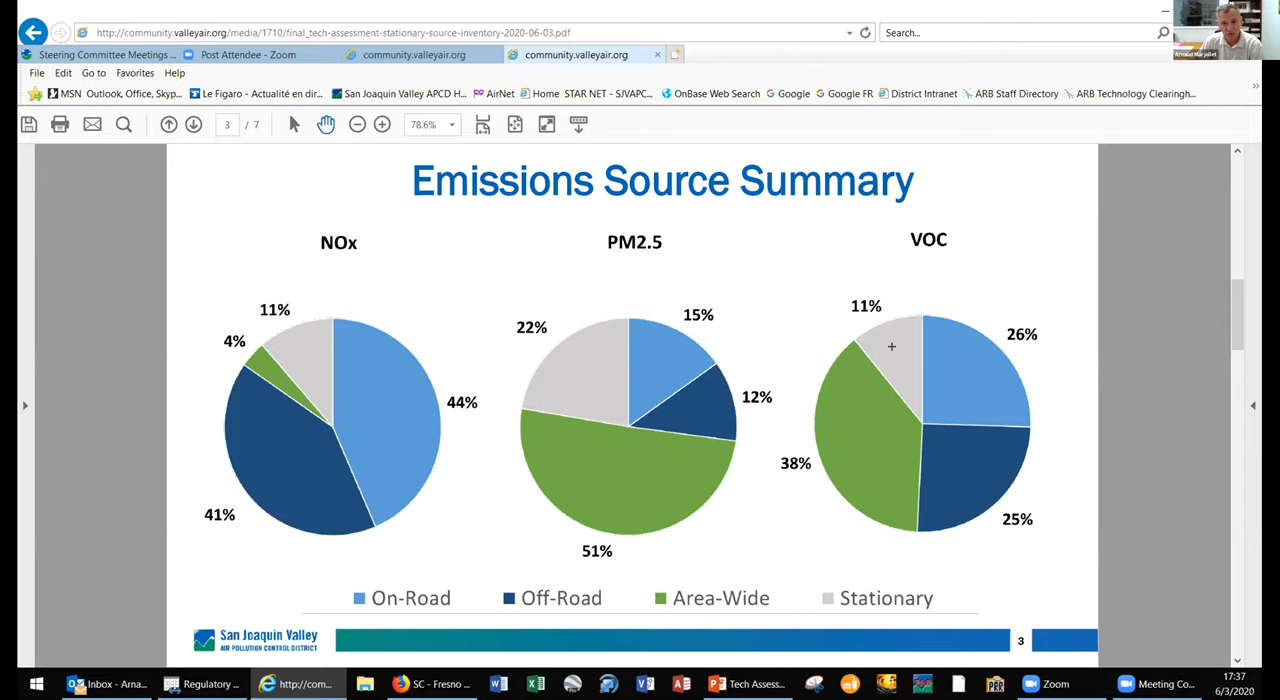 http://community.valleyair.org/media/1710/final_tech-assessment-stationary-source-inventory-2020-06-03.pdf
Search...
Arnaud Marjollet
Steering Committee Meetings ...
Post Attendee - Zoom
community.valleyair.org
community.valleyair.org
File Edit Go to Favorites Help
MSN Outlook, Office, Skyp...
Le Figaro - Actualité en dir...
San Joaquin Valley APCD H...
AirNet
Home STAR NET - SJVAPC...
OnBase Web Search
Google
Google FR
District Intranet
ARB Staff Directory
ARB Technology Clearingh...
3 / 7
78.6%
Emissions Source Summary
NOx
PM2.5
VOC
11%
4%
44%
41%
22%
15%
12%
51%
11%
26%
38%
25%
On-Road
Off-Road
Area-Wide
Stationary
San Joaquin Valley
AIR POLLUTION CONTROL DISTRICT
3
Inbox - Arna...
Regulatory ...
http://com...
SC - Fresno ...
Tech Assess...
PPP
Zoom
Meeting Co...
17:37
6/3/2020